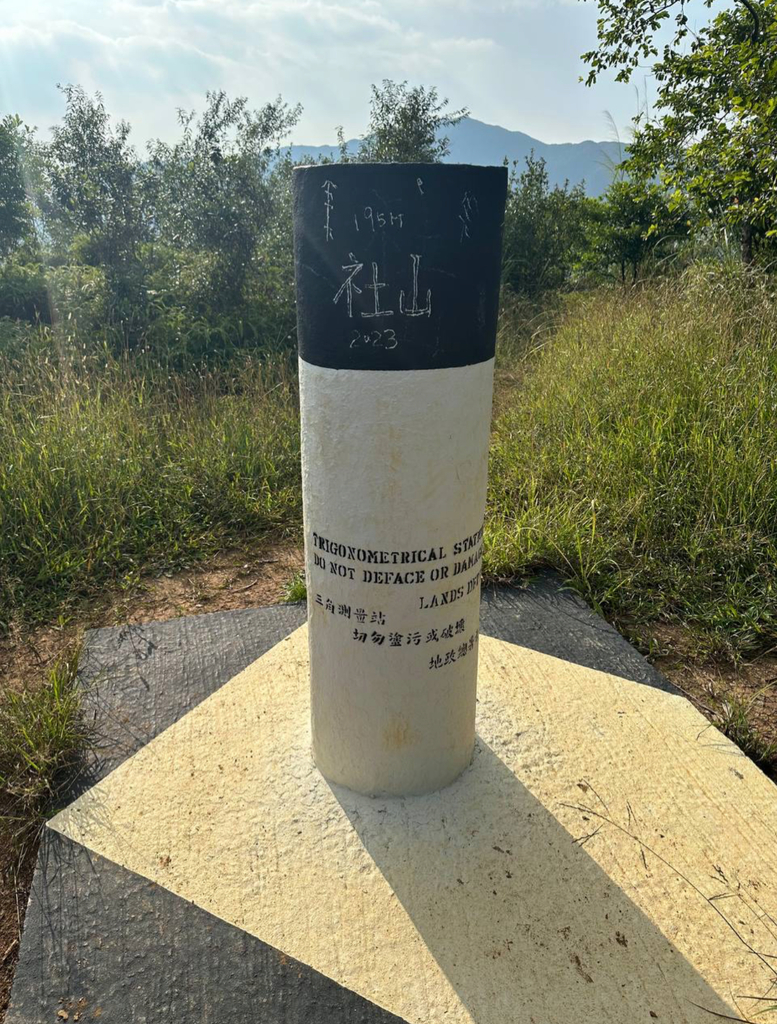 195M
社山
2023
TRIGONOMETRICAL
DO NOT DEFACE OR
LANDS
三角測量站
切勿塗污或破壞
地政總